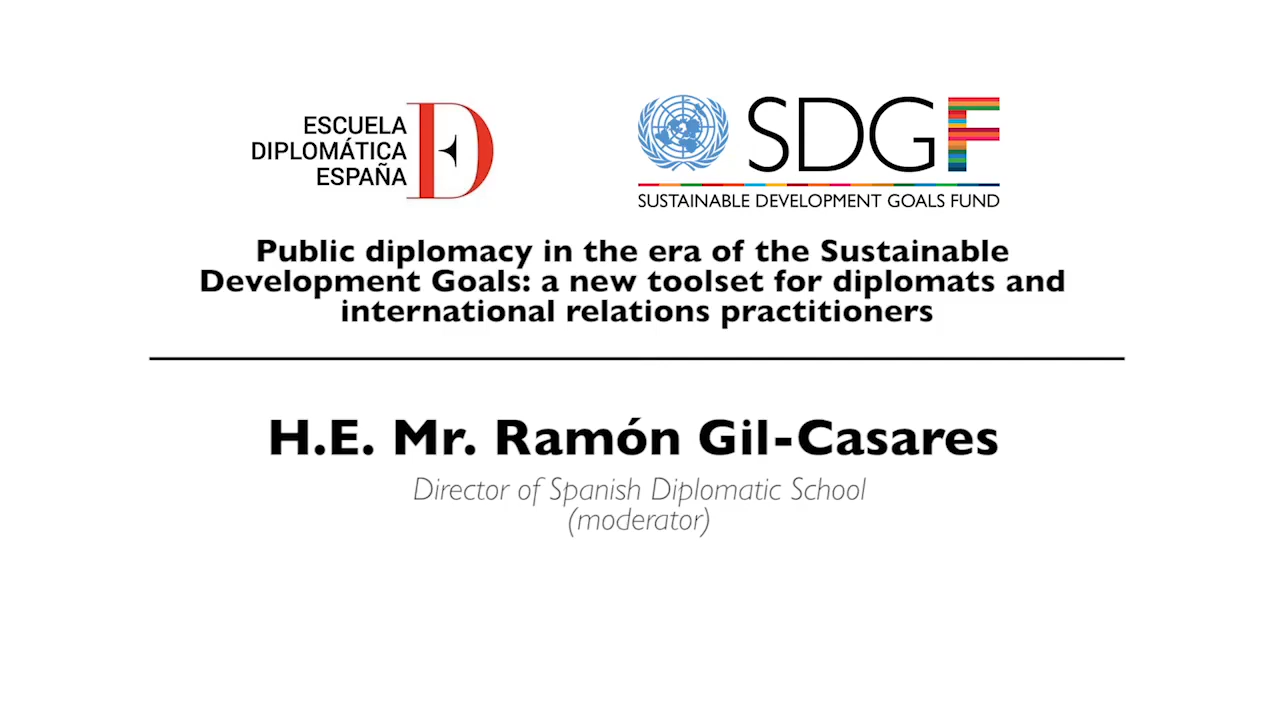 ESCUELA
DIPLOMÁTICA
ESPAÑA
SDGF
SUSTAINABLE DEVELOPMENT GOALS FUND
Public diplomacy in the era of the Sustainable
Development Goals: a new toolset for diplomats and
international relations practitioners
H.E. Mr. Ramón Gil-Casares
Director of Spanish Diplomatic School
(moderator)